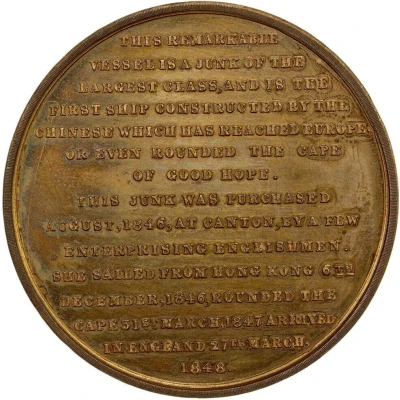 THIS REMARKABLE
VESSEL IS A JUNK OF THE
LARGEST CLASS, AND IS THE
FIRST SHIP CONSTRUCTED BY THE
CHINESE WHICH HAS REACHED EUROPE,
OR EVEN ROUNDED THE CAPE
OF GOOD HOPE.
THIS JUNK WAS PURCHASED
AUGUST, 1846, AT CANTON, BY A FEW
ENTERPRISING ENGLISHMEN.
SHE SAILED FROM HONG KONG 6TH
DECEMBER, 1846, ROUNDED THE
CAPE 31ST MARCH, 1847 ARRIVED
IN ENGLAND 27TH MARCH,
1848.